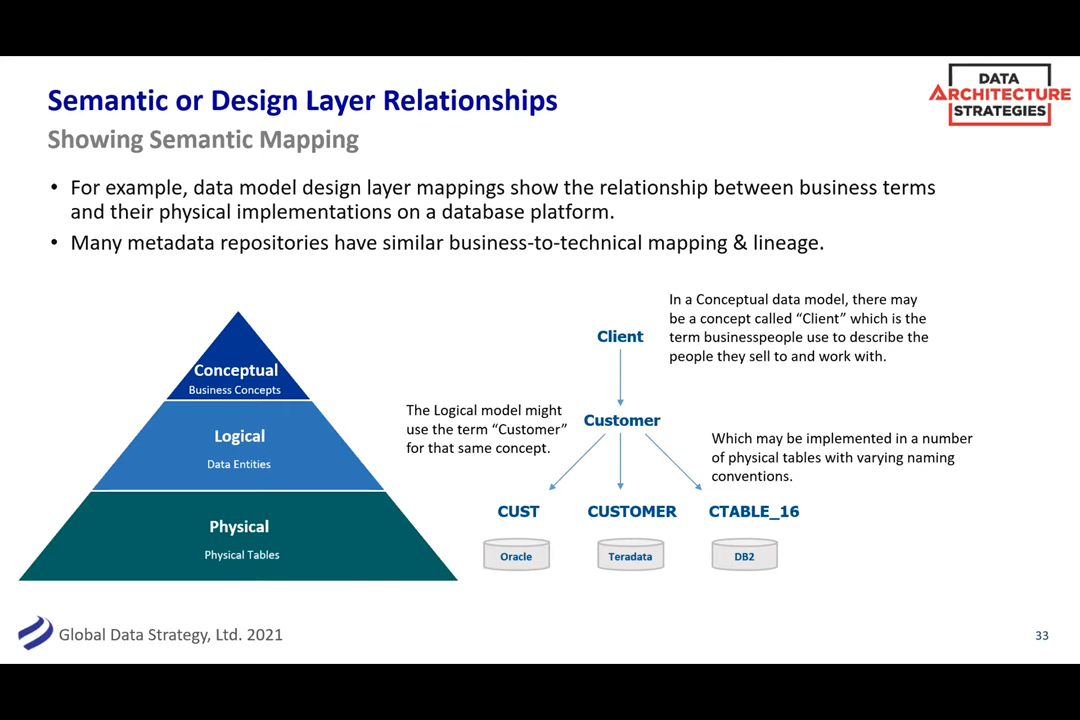 Semantic or Design Layer Relationships
Showing Semantic Mapping
DATA
ARCHITECTURE
STRATEGIES
• For example, data model design layer mappings show the relationship between business terms
and their physical implementations on a database platform.
• Many metadata repositories have similar business-to-technical mapping & lineage.
Conceptual
Business Concepts
Logical
Data Entities
Physical
Physical Tables
In a Conceptual data model, there may
be a concept called “Client” which is the
term businesspeople use to describe the
people they sell to and work with.
Client
The Logical model might
use the term “Customer”
for that same concept.
Customer
Which may be implemented in a number
of physical tables with varying naming
conventions.
CUST
CUSTOMER
CTABLE_16
Oracle
Teradata
DB2
Global Data Strategy, Ltd. 2021
33